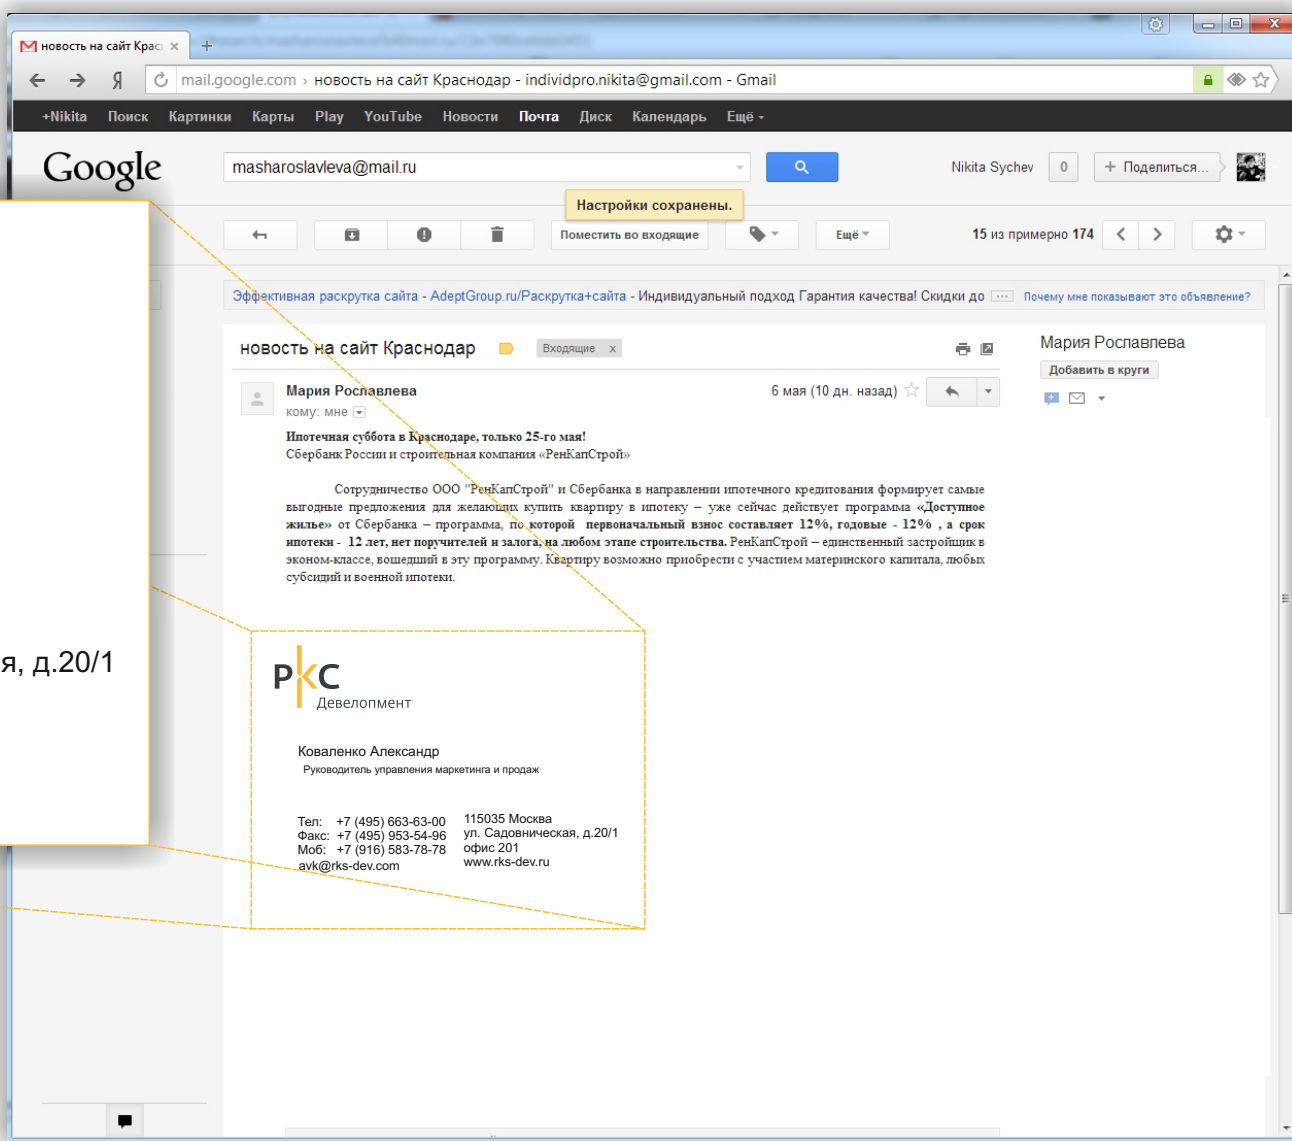 новость на сайт Крас
Я mail.google.com › новость на сайт Краснодар - individpro.nikita@gmail.com - Gmail
+Nikita Поиск Картинки Карты Play YouTube Новости Почта Диск Календарь Ещё
Google masharoslavleva@mail.ru Nikita Sychev 0 + Поделиться...
Настройки сохранены.
Поместить во входящие Ещё 15 из примерно 174
Эффективная раскрутка сайта - AdeptGroup.ru/Раскрутка+сайта - Индивидуальный подход Гарантия качества! Скидки до ... Почему мне показывают это объявление?
новость на сайт Краснодар Входящие x
Мария Рославлева
Добавить в круги
Мария Рославлева 6 мая (10 дн. назад)
кому: мне
Ипотечная суббота в Краснодаре, только 25-го мая!
Сбербанк России и строительная компания «РенКапСтрой»
Сотрудничество ООО "РенКапСтрой" и Сбербанка в направлении ипотечного кредитования формирует самые
выгодные предложения для желающих купить квартиру в ипотеку – уже сейчас действует программа «Доступное
жилье» от Сбербанка – программа, по которой первоначальный взнос составляет 12%, годовые - 12% , а срок
ипотеки - 12 лет, нет поручителей и залога, на любом этапе строительства. РенКапСтрой – единственный застройщик в
эконом-классе, вошедший в эту программу. Квартиру возможно приобрести с участием материнского капитала, любых
субсидий и военной ипотеки.
я, д.20/1
РКС
Девелопмент
Коваленко Александр
Руководитель управления маркетинга и продаж
Тел: +7 (495) 663-63-00
Факс: +7 (495) 953-54-96
Моб: +7 (916) 583-78-78
avk@rks-dev.com
115035 Москва
ул. Садовническая, д.20/1
офис 201
www.rks-dev.ru